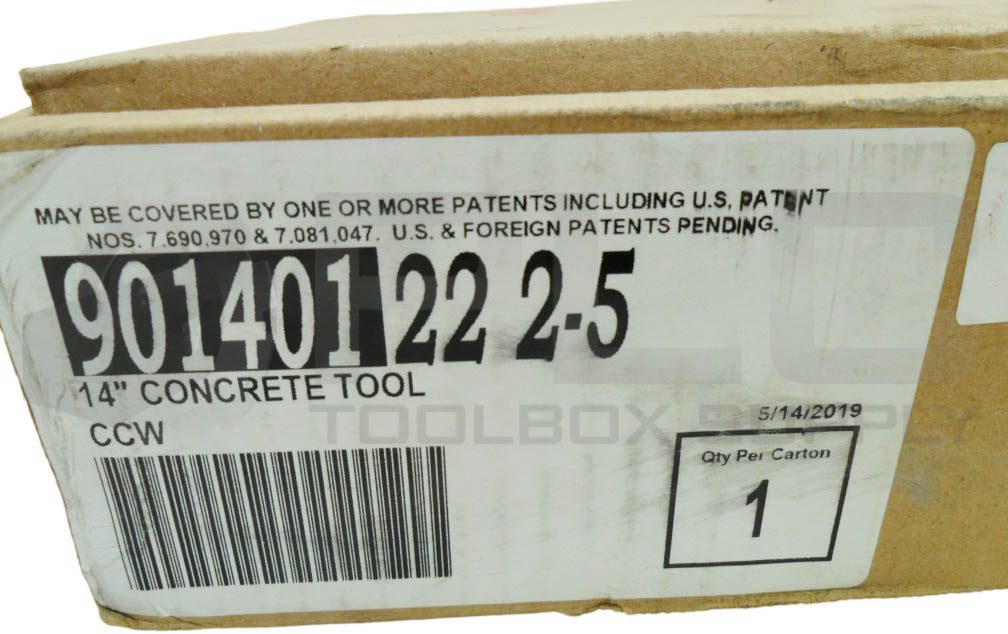 MAY BE COVERED BY ONE OR MORE PATENTS INCLUDING U.S. PATENT
NOS. 7.690.970 & 7.081.047. U.S. & FOREIGN PATENTS PENDING.
901401 22 2-5
14" CONCRETE TOOL
CCW
5/14/2019
Qty Per Carton
1
TLC
TOOLBOX SUPPLY